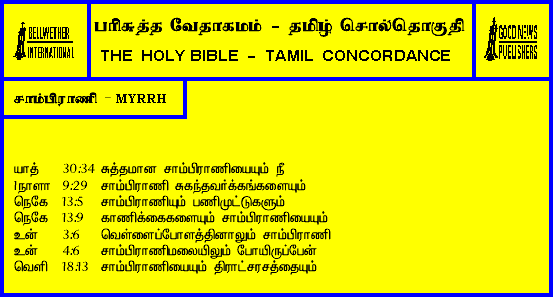 BELLWETHER
INTERNATIONAL
பரிசுத்த வேதாகமம் - தமிழ் சொல்தொகுதி
THE HOLY BIBLE - TAMIL CONCORDANCE
GOOD NEWS
PUBLISHERS
சாம்பிராணி - MYRRH
யாத் 30:34 சுத்தமான சாம்பிராணியையும் நீ
1நாளா 9:29 சாம்பிராணி சுகந்தவர்க்கங்களையும்
நெகே 13:5 சாம்பிராணியும் பணிமுட்டுகளும்
நெகே 13:9 காணிக்கைகளையும் சாம்பிராணியையும்
உன் 3:6 வெள்ளைப்போளத்தினாலும் சாம்பிராணி
உன் 4:6 சாம்பிராணிமலையிலும் போயிருப்பேன்
வெளி 18:13 சாம்பிராணியையும் திராட்சரசத்தையும்